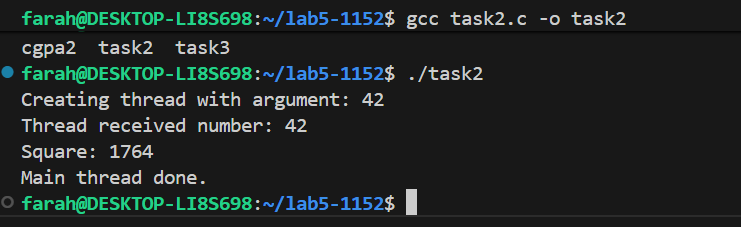 farah@DESKTOP-LI8S698:~/lab5-1152$ gcc task2.c -o task2
cgpa2  task2  task3
farah@DESKTOP-LI8S698:~/lab5-1152$ ./task2
Creating thread with argument: 42
Thread received number: 42
Square: 1764
Main thread done.
farah@DESKTOP-LI8S698:~/lab5-1152$